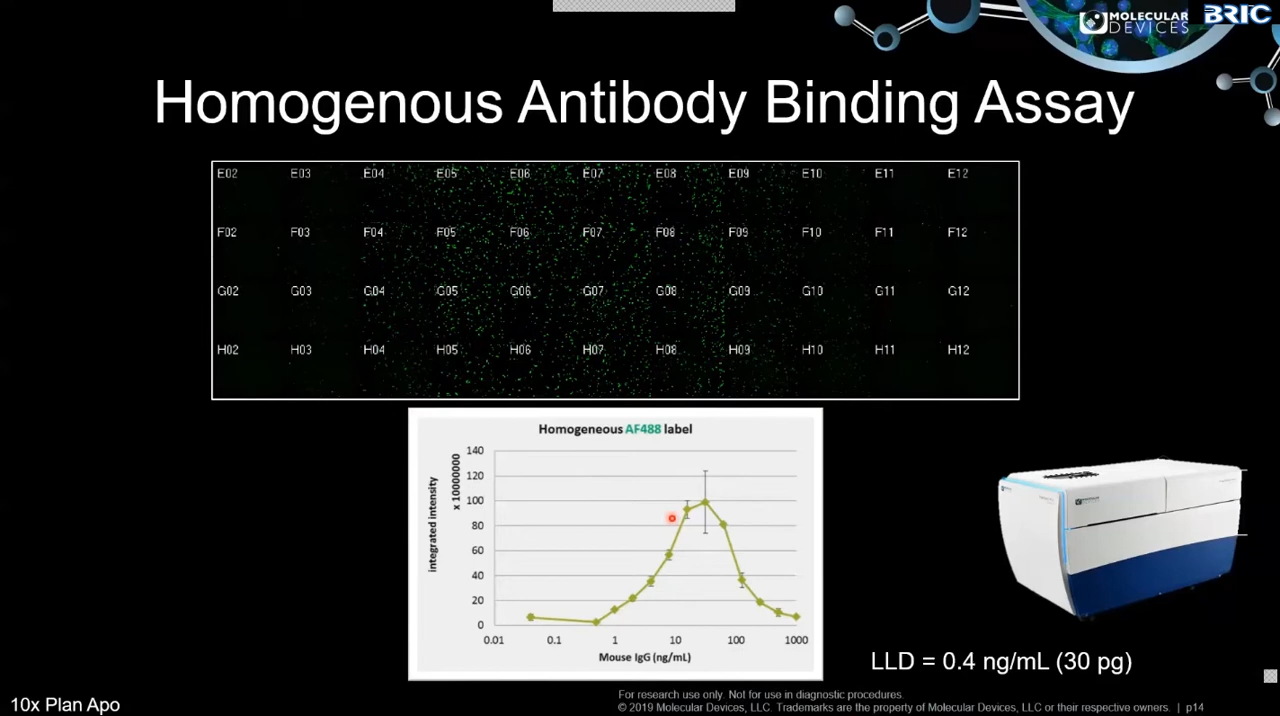 MOLECULAR
DEVICES
BRIC
Homogenous Antibody Binding Assay
E02 E03 E04 E05 E06 E07 E08 E09 E10 E11 E12
F02 F03 F04 F05 F06 F07 F08 F09 F10 F11 F12
G02 G03 G04 G05 G06 G07 G08 G09 G10 G11 G12
H02 H03 H04 H05 H06 H07 H08 H09 H10 H11 H12
Homogeneous AF488 label
integrated intensity
x 10000000
140
120
100
80
60
40
20
0
0.01 0.1 1 10 100 1000
Mouse IgG (ng/mL)
LLD = 0.4 ng/mL (30 pg)
10x Plan Apo
For research use only. Not for use in diagnostic procedures.
© 2019 Molecular Devices, LLC. Trademarks are the property of Molecular Devices, LLC or their respective owners. | p14